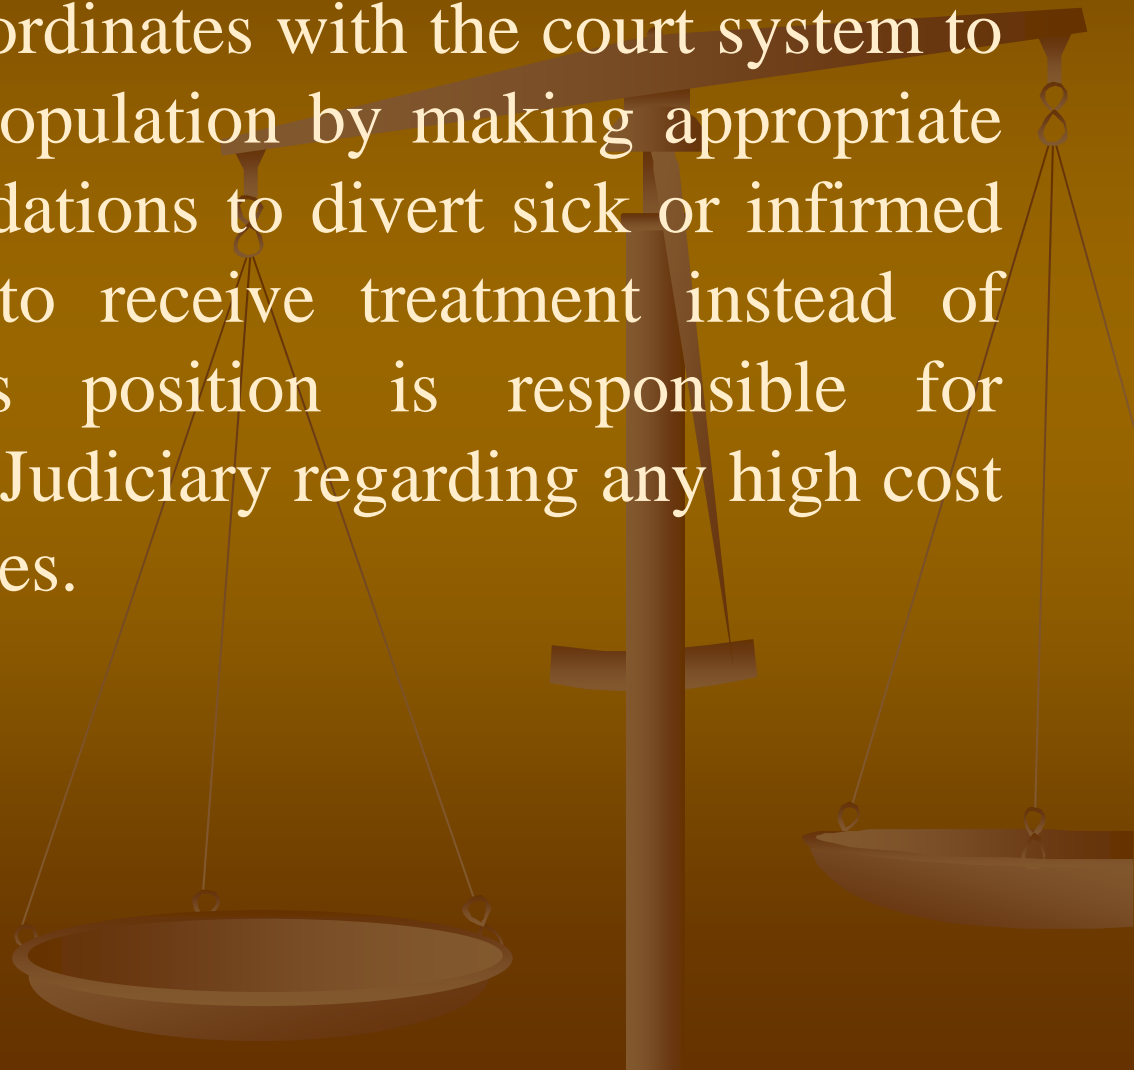 ordinates with the court system to
opulation by making appropriate
dations to divert sick or infirmed
to receive treatment instead of
s position is responsible for
Judiciary regarding any high cost
es.